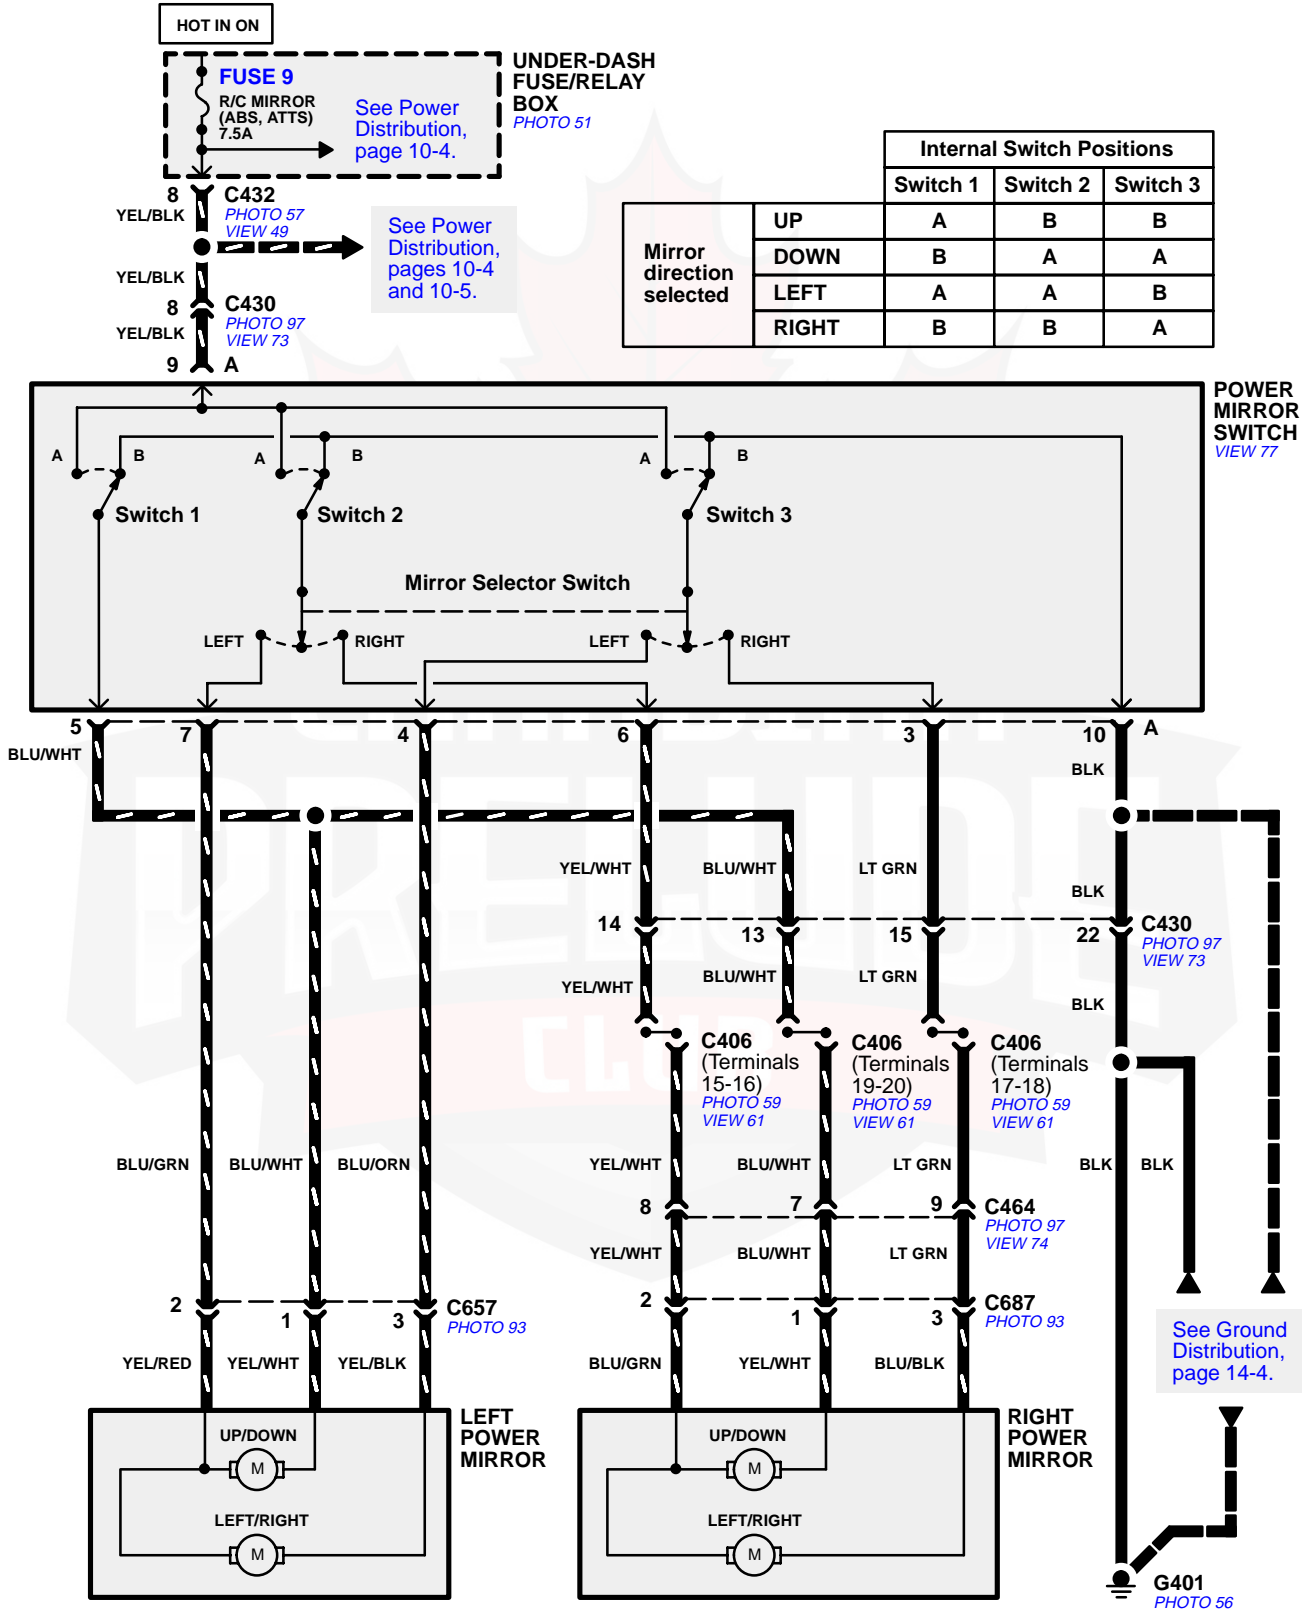 HOT IN ON
UNDER-DASH
FUSE/RELAY
BOX
PHOTO 51
FUSE 9
R/C MIRROR
(ABS, ATTS)
7.5A
See Power
Distribution,
page 10-4.
8
C432
YEL/BLK
PHOTO 57
VIEW 49
See Power
Distribution,
pages 10-4
and 10-5.
YEL/BLK
8
C430
YEL/BLK
PHOTO 97
VIEW 73
9 A
Internal Switch Positions
Switch 1 Switch 2 Switch 3
Mirror
direction
selected
UP A B B
DOWN B A A
LEFT A A B
RIGHT B B A
POWER
MIRROR
SWITCH
VIEW 77
A B A B A B
Switch 1 Switch 2 Switch 3
Mirror Selector Switch
LEFT RIGHT LEFT RIGHT
5 7 4 6 3 10 A
BLU/WHT
BLK
YEL/WHT BLU/WHT LT GRN
BLK
14 13 15 22
C430
PHOTO 97
VIEW 73
YEL/WHT BLU/WHT LT GRN
BLK
C406
(Terminals
15-16)
PHOTO 59
VIEW 61
C406
(Terminals
19-20)
PHOTO 59
VIEW 61
C406
(Terminals
17-18)
PHOTO 59
VIEW 61
BLU/GRN BLU/WHT BLU/ORN YEL/WHT BLU/WHT LT GRN BLK BLK
8 7 9
C464
PHOTO 97
VIEW 74
YEL/WHT BLU/WHT LT GRN
2 1 3
C657
PHOTO 93
2 1 3
C687
PHOTO 93
YEL/RED YEL/WHT YEL/BLK BLU/GRN YEL/WHT BLU/BLK
See Ground
Distribution,
page 14-4.
LEFT
POWER
MIRROR
UP/DOWN
M
LEFT/RIGHT
M
RIGHT
POWER
MIRROR
UP/DOWN
M
LEFT/RIGHT
M
G401
PHOTO 56
PRELUDE
CLUB